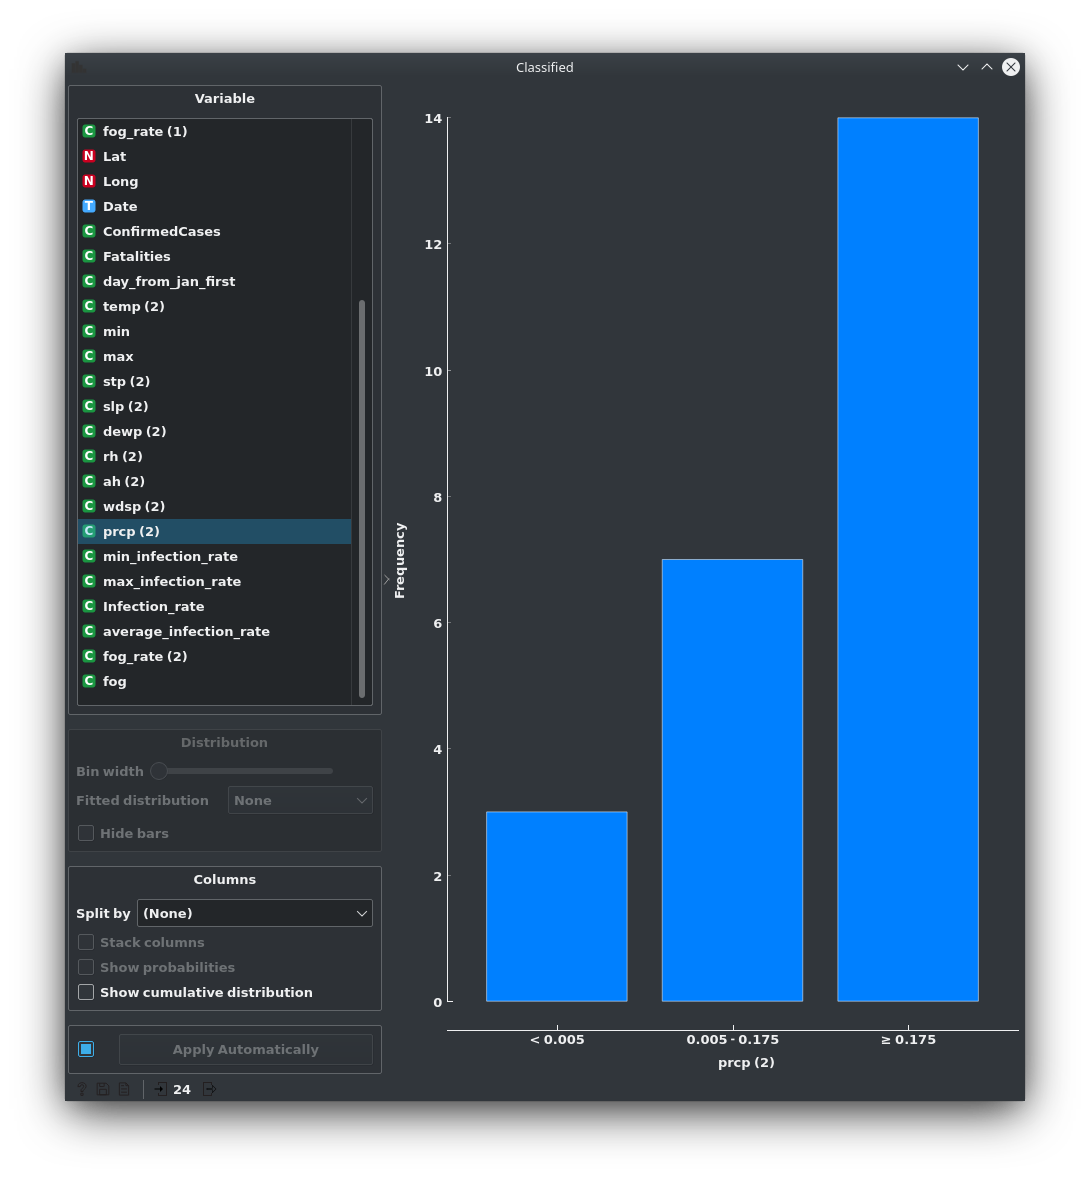 Classified
Variable
C fog_rate (1)
N Lat
N Long
T Date
C ConfirmedCases
C Fatalities
C day_from_jan_first
C temp (2)
C min
C max
C stp (2)
C slp (2)
C dewp (2)
C rh (2)
C ah (2)
C wdsp (2)
C prcp (2)
C min_infection_rate
C max_infection_rate
C Infection_rate
C average_infection_rate
C fog_rate (2)
C fog
Distribution
Bin width
Fitted distribution None
Hide bars
Columns
Split by (None)
Stack columns
Show probabilities
Show cumulative distribution
Apply Automatically
24
Frequency
14
12
10
8
6
4
2
0
< 0.005 0.005 - 0.175 ≥ 0.175
prcp (2)